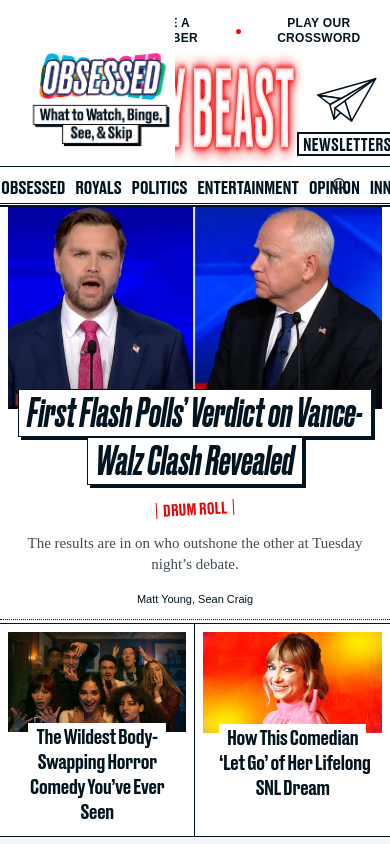 E A
BER
PLAY OUR
CROSSWORD
OBSESSED
What to Watch, Binge,
See, & Skip
Y BEAST
NEWSLETTERS
OBSESSED ROYALS POLITICS ENTERTAINMENT OPINION INN
First Flash Polls’ Verdict on Vance-
Walz Clash Revealed
DRUM ROLL
The results are in on who outshone the other at Tuesday
night’s debate.
Matt Young, Sean Craig
The Wildest Body-
Swapping Horror
Comedy You’ve Ever
Seen
How This Comedian
‘Let Go’ of Her Lifelong
SNL Dream